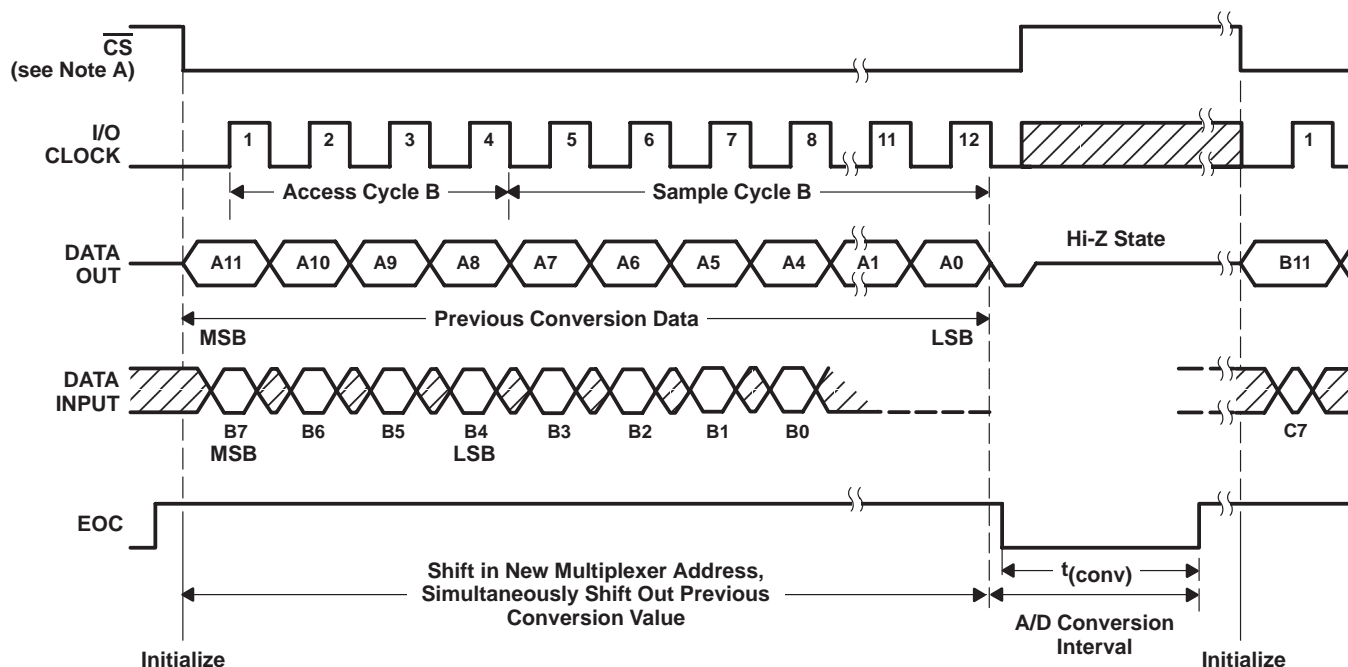 CS
(see Note A)
I/O
CLOCK
1 2 3 4 5 6 7 8 11 12 1
Access Cycle B
Sample Cycle B
DATA
OUT
A11 A10 A9 A8 A7 A6 A5 A4 A1 A0
Hi-Z State
B11
Previous Conversion Data
MSB
LSB
DATA
INPUT
B7 B6 B5 B4 B3 B2 B1 B0 C7
MSB
LSB
EOC
Shift in New Multiplexer Address,
Simultaneously Shift Out Previous
Conversion Value
t(conv)
A/D Conversion
Interval
Initialize
Initialize